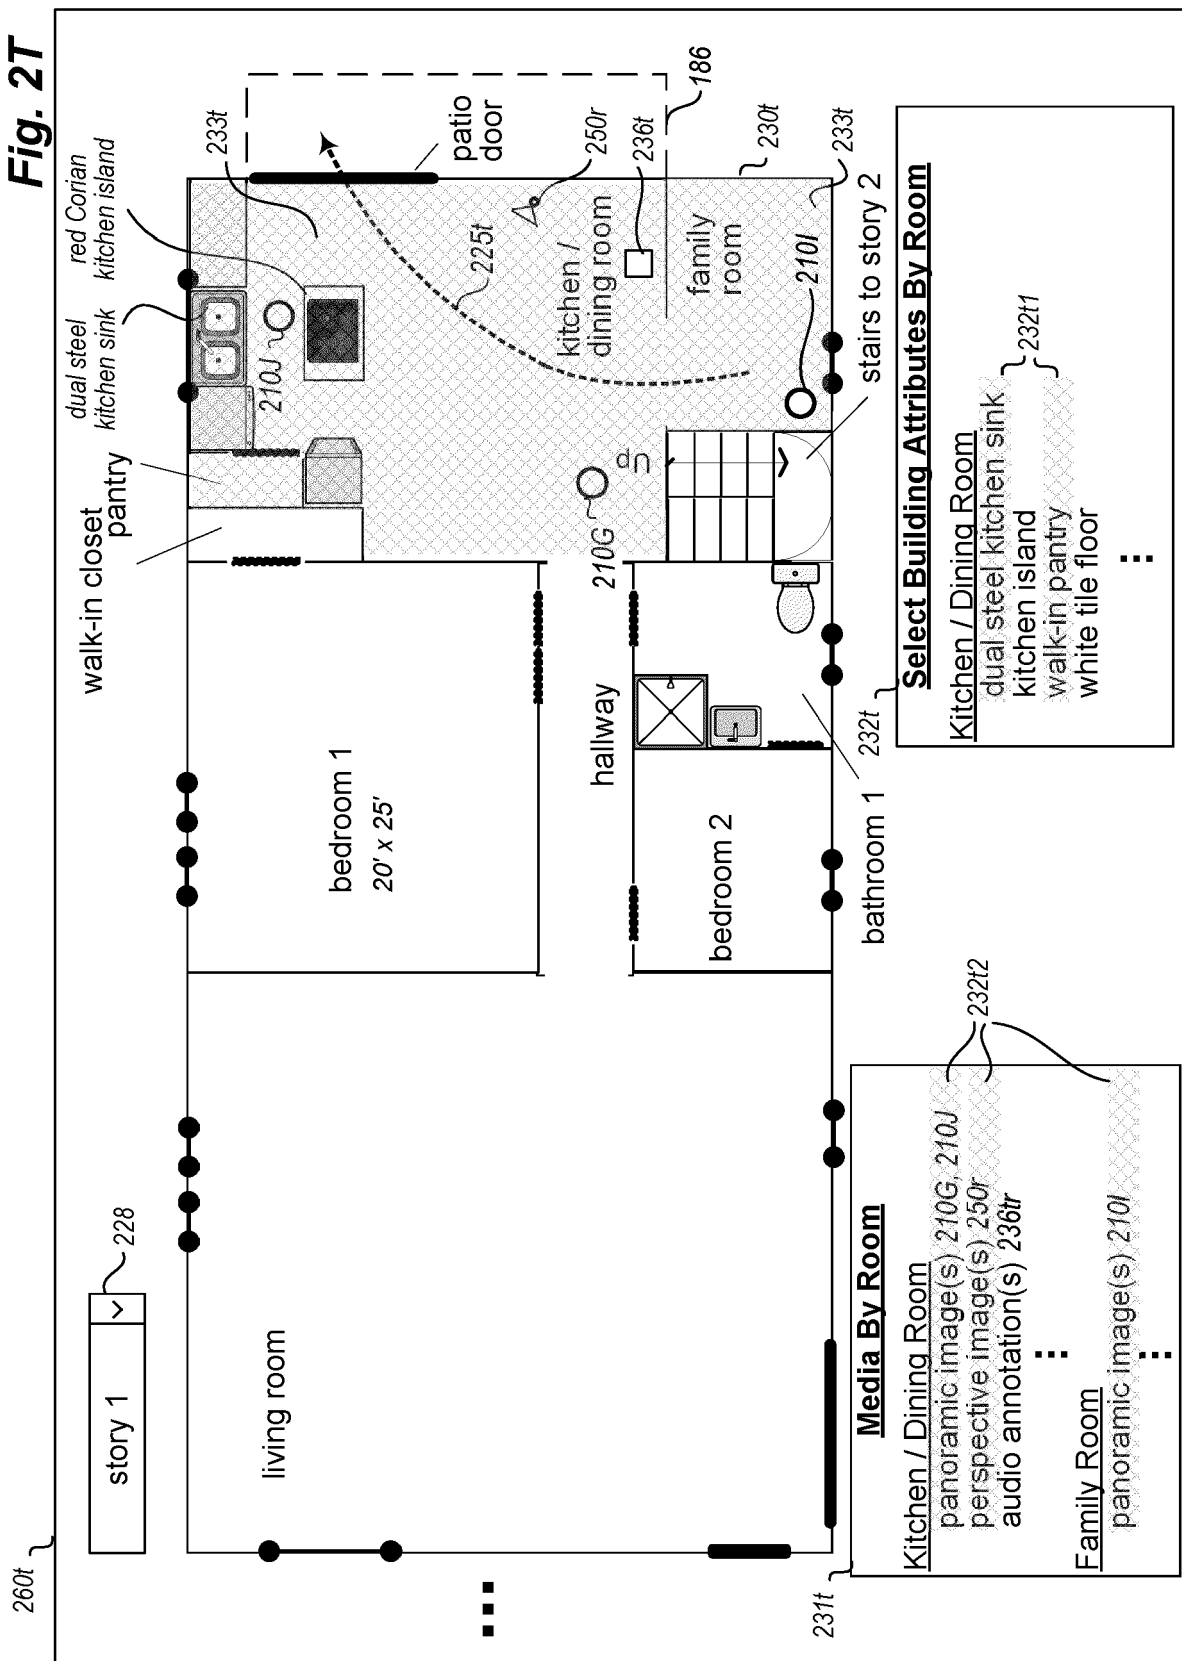 Fig. 2T
260t
story 1
228
living room
bedroom 1
20' x 25'
bedroom 2
hallway
bathroom 1
walk-in closet
pantry
dual steel
kitchen sink
red Corian
kitchen island
233t
patio
door
250r
236t
186
230t
233t
210J
225t
kitchen /
dining room
family
room
210I
210G
dn
stairs to story 2
231t
Media By Room
Kitchen / Dining Room
panoramic image(s) 210G, 210J
perspective image(s) 250r
audio annotation(s) 236tr
Family Room
panoramic image(s) 210I
232t2
232t
Select Building Attributes By Room
Kitchen / Dining Room
dual steel kitchen sink
kitchen island
walk-in pantry
white tile floor
232t1